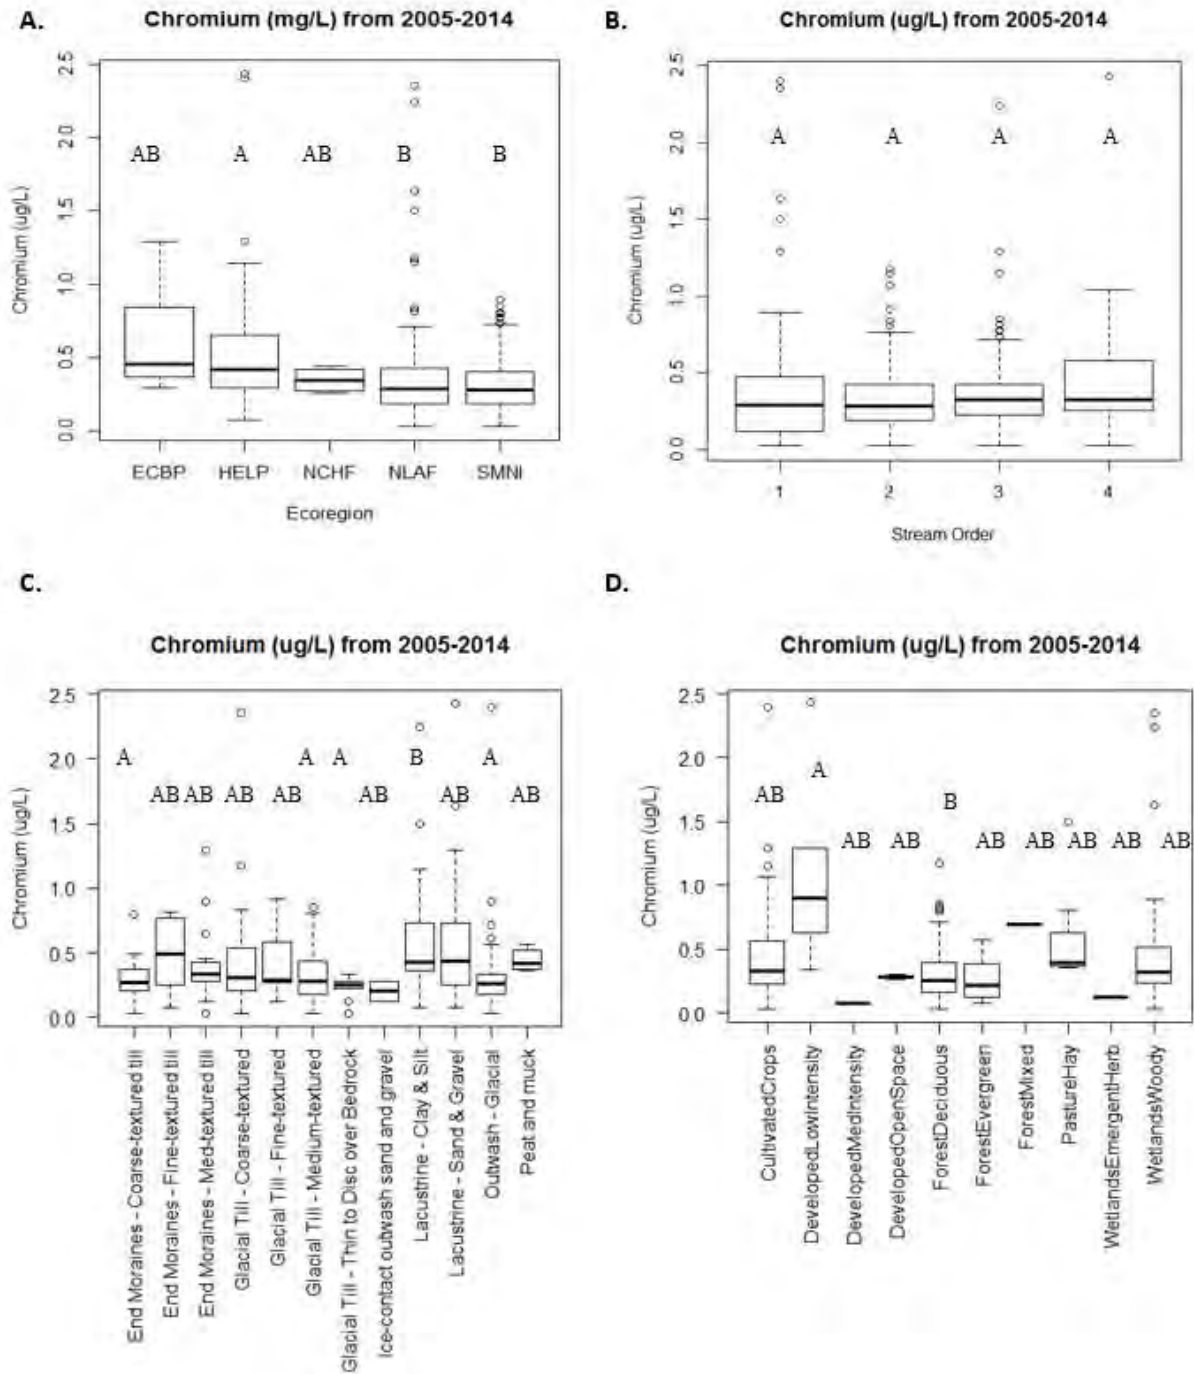 A.
Chromium (mg/L) from 2005-2014
Chromium (ug/L)
2.5
2.0
1.5
1.0
0.5
0.0
AB A AB B B
ECBP HELP NCHF NLAF SMNI
Ecoregion
B.
Chromium (ug/L) from 2005-2014
Chromium (ug/L)
2.5
2.0
1.5
1.0
0.5
0.0
A A A A
1 2 3 4
Stream Order
C.
Chromium (ug/L) from 2005-2014
Chromium (ug/L)
2.5
2.0
1.5
1.0
0.5
0.0
A A A B A
AB AB AB AB AB AB AB
End Moraines - Coarse-textured till
End Moraines - Fine-textured till
End Moraines - Med-textured till
Glacial Till - Coarse-textured
Glacial Till - Fine-textured
Glacial Till - Medium-textured
Glacial Till - Thin to Disc over Bedrock
Ice-contact outwash sand and gravel
Lacustrine - Clay & Silt
Lacustrine - Sand & Gravel
Outwash - Glacial
Peat and muck
D.
Chromium (ug/L) from 2005-2014
Chromium (ug/L)
2.5
2.0
1.5
1.0
0.5
0.0
A
AB B
AB AB AB AB AB AB AB
CultivatedCrops
DevelopedLowIntensity
DevelopedMedIntensity
DevelopedOpenSpace
ForestDeciduous
ForestEvergreen
ForestMixed
PastureHay
WetlandsEmergentHerb
WetlandsWoody